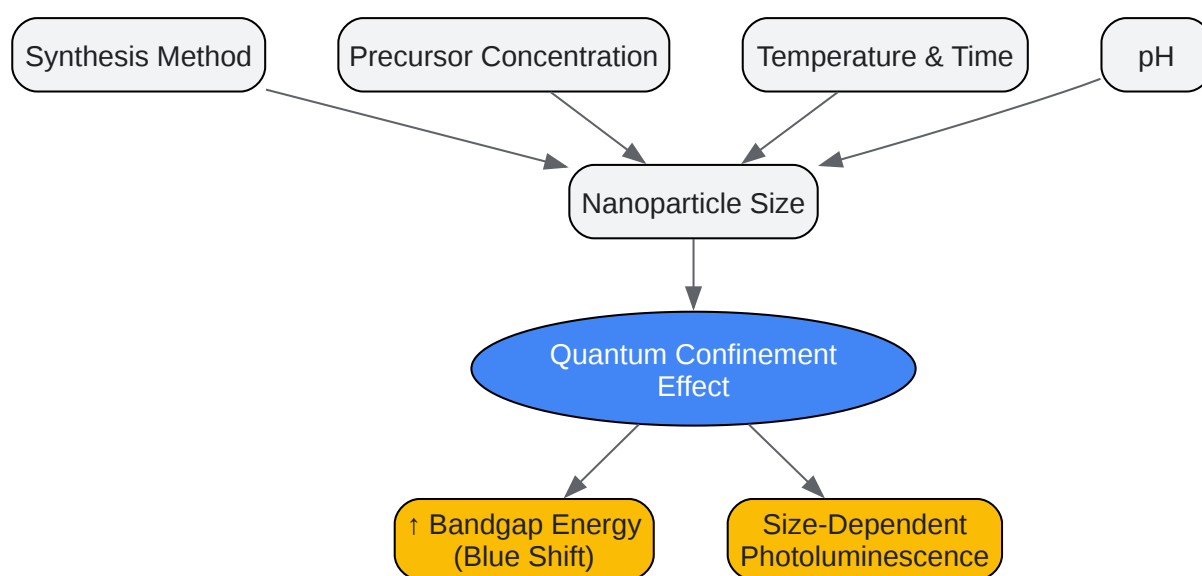 Synthesis Method
Precursor Concentration
Temperature & Time
pH
Nanoparticle Size
Quantum Confinement
Effect
↑ Bandgap Energy
(Blue Shift)
Size-Dependent
Photoluminescence